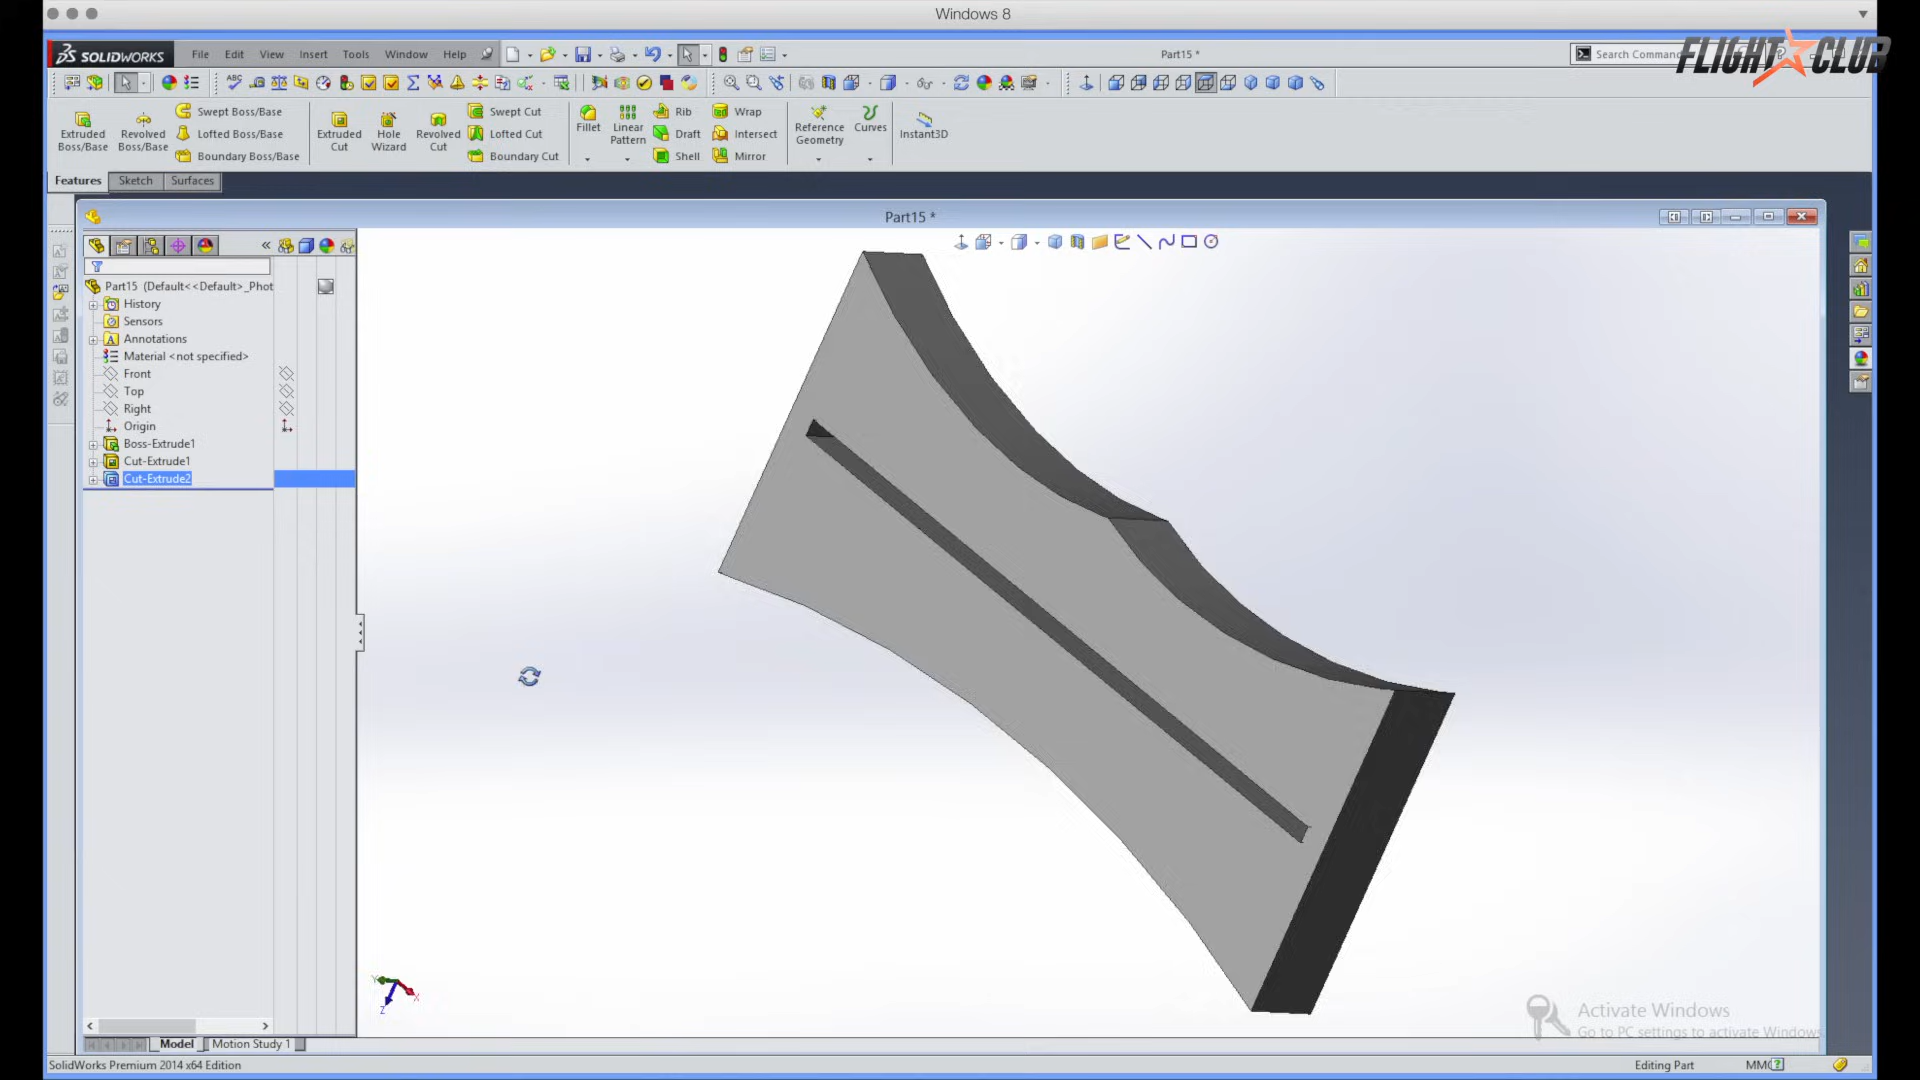 Windows 8
SOLIDWORKS
File Edit View Insert Tools Window Help
Part15 *
FLIGHT CLUB
Extruded Boss/Base
Revolved Boss/Base
Swept Boss/Base
Lofted Boss/Base
Boundary Boss/Base
Extruded Cut
Hole Wizard
Revolved Cut
Swept Cut
Lofted Cut
Boundary Cut
Fillet
Linear Pattern
Rib
Draft
Shell
Wrap
Intersect
Mirror
Reference Geometry
Curves
Instant3D
Features Sketch Surfaces
Part15 *
Part15 (Default<<Default>_Phot
History
Sensors
Annotations
Material <not specified>
Front
Top
Right
Origin
Boss-Extrude1
Cut-Extrude1
Cut-Extrude2
Y
X
Z
Activate Windows
Go to PC settings to activate Windows
Model Motion Study 1
SolidWorks Premium 2014 x64 Edition
Editing Part